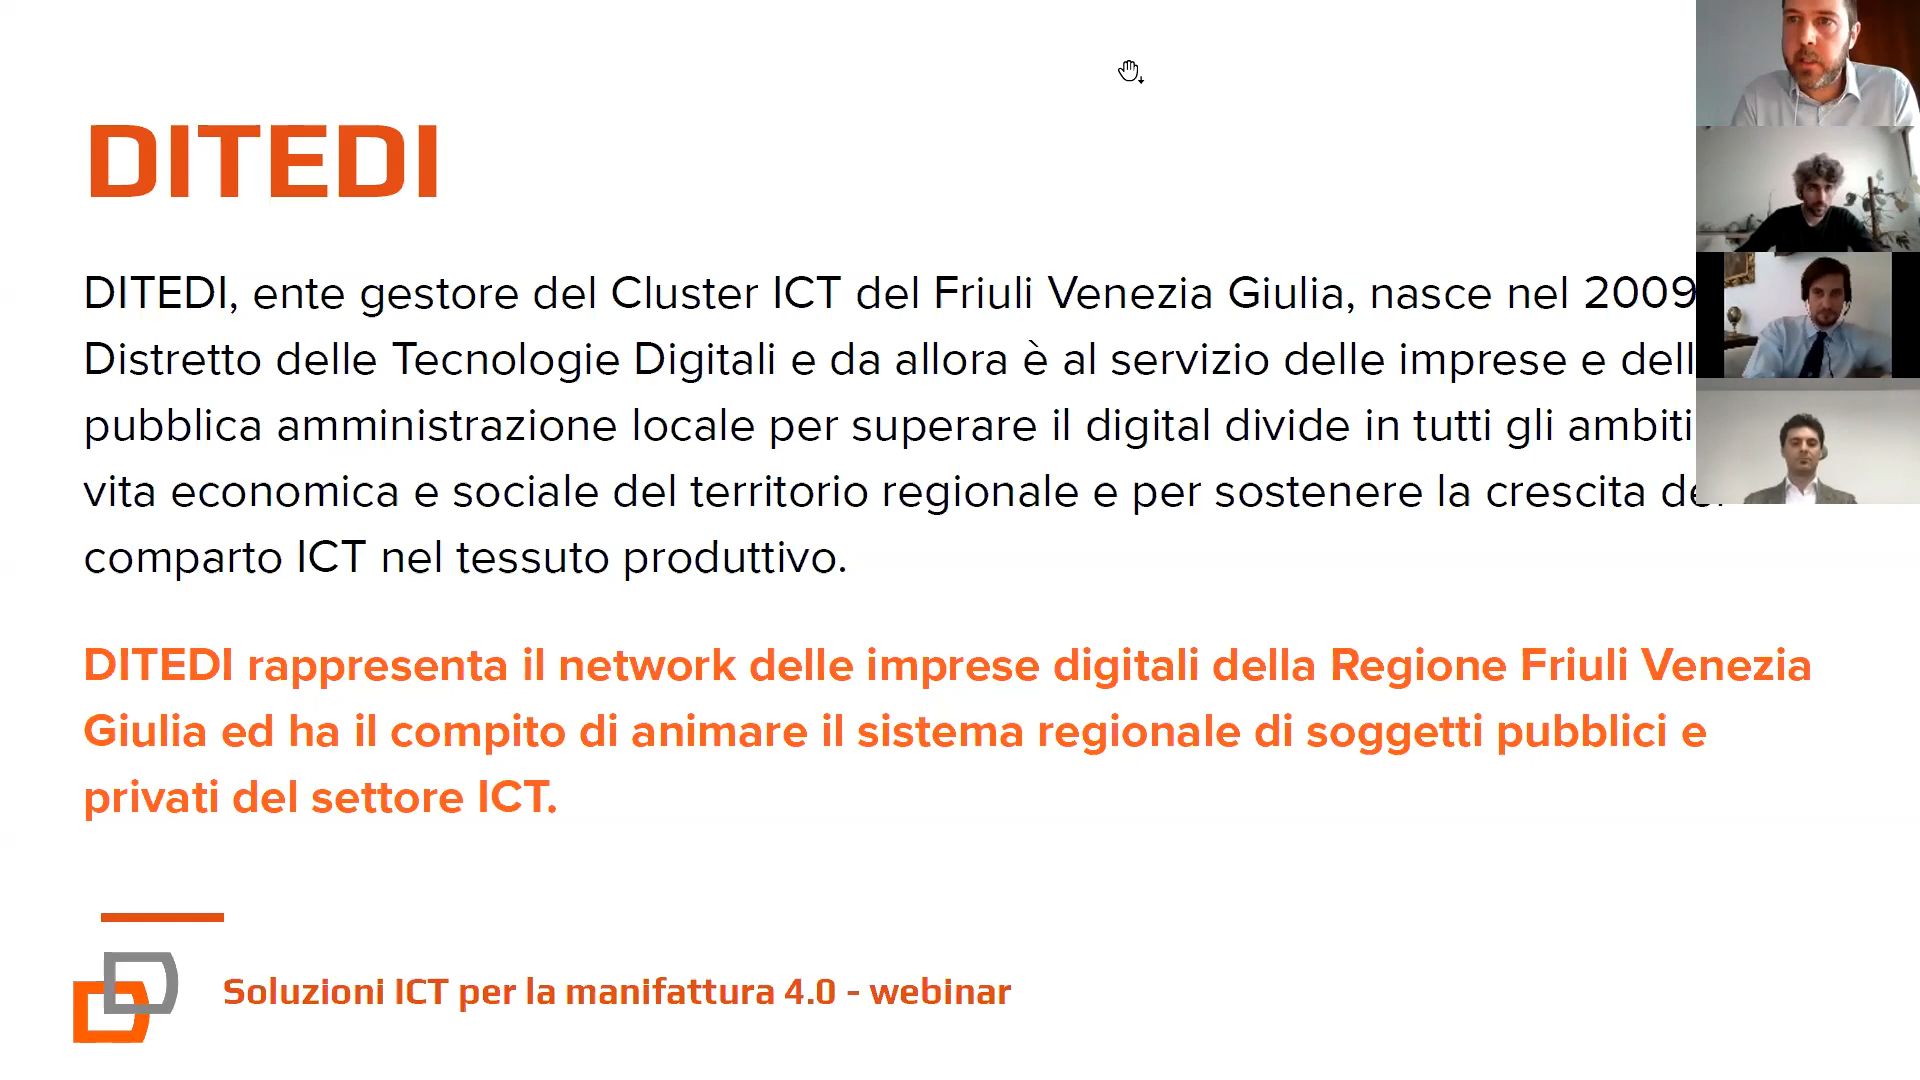 DITEDI
DITEDI, ente gestore del Cluster ICT del Friuli Venezia Giulia, nasce nel 2009
Distretto delle Tecnologie Digitali e da allora è al servizio delle imprese e
pubblica amministrazione locale per superare il digital divide in tutti gli ambiti
vita economica e sociale del territorio regionale e per sostenere la crescita
comparto ICT nel tessuto produttivo.
DITEDI rappresenta il network delle imprese digitali della Regione Friuli Venezia
Giulia ed ha il compito di animare il sistema regionale di soggetti pubblici e
privati del settore ICT.
Soluzioni ICT per la manifattura 4.0 - webinar